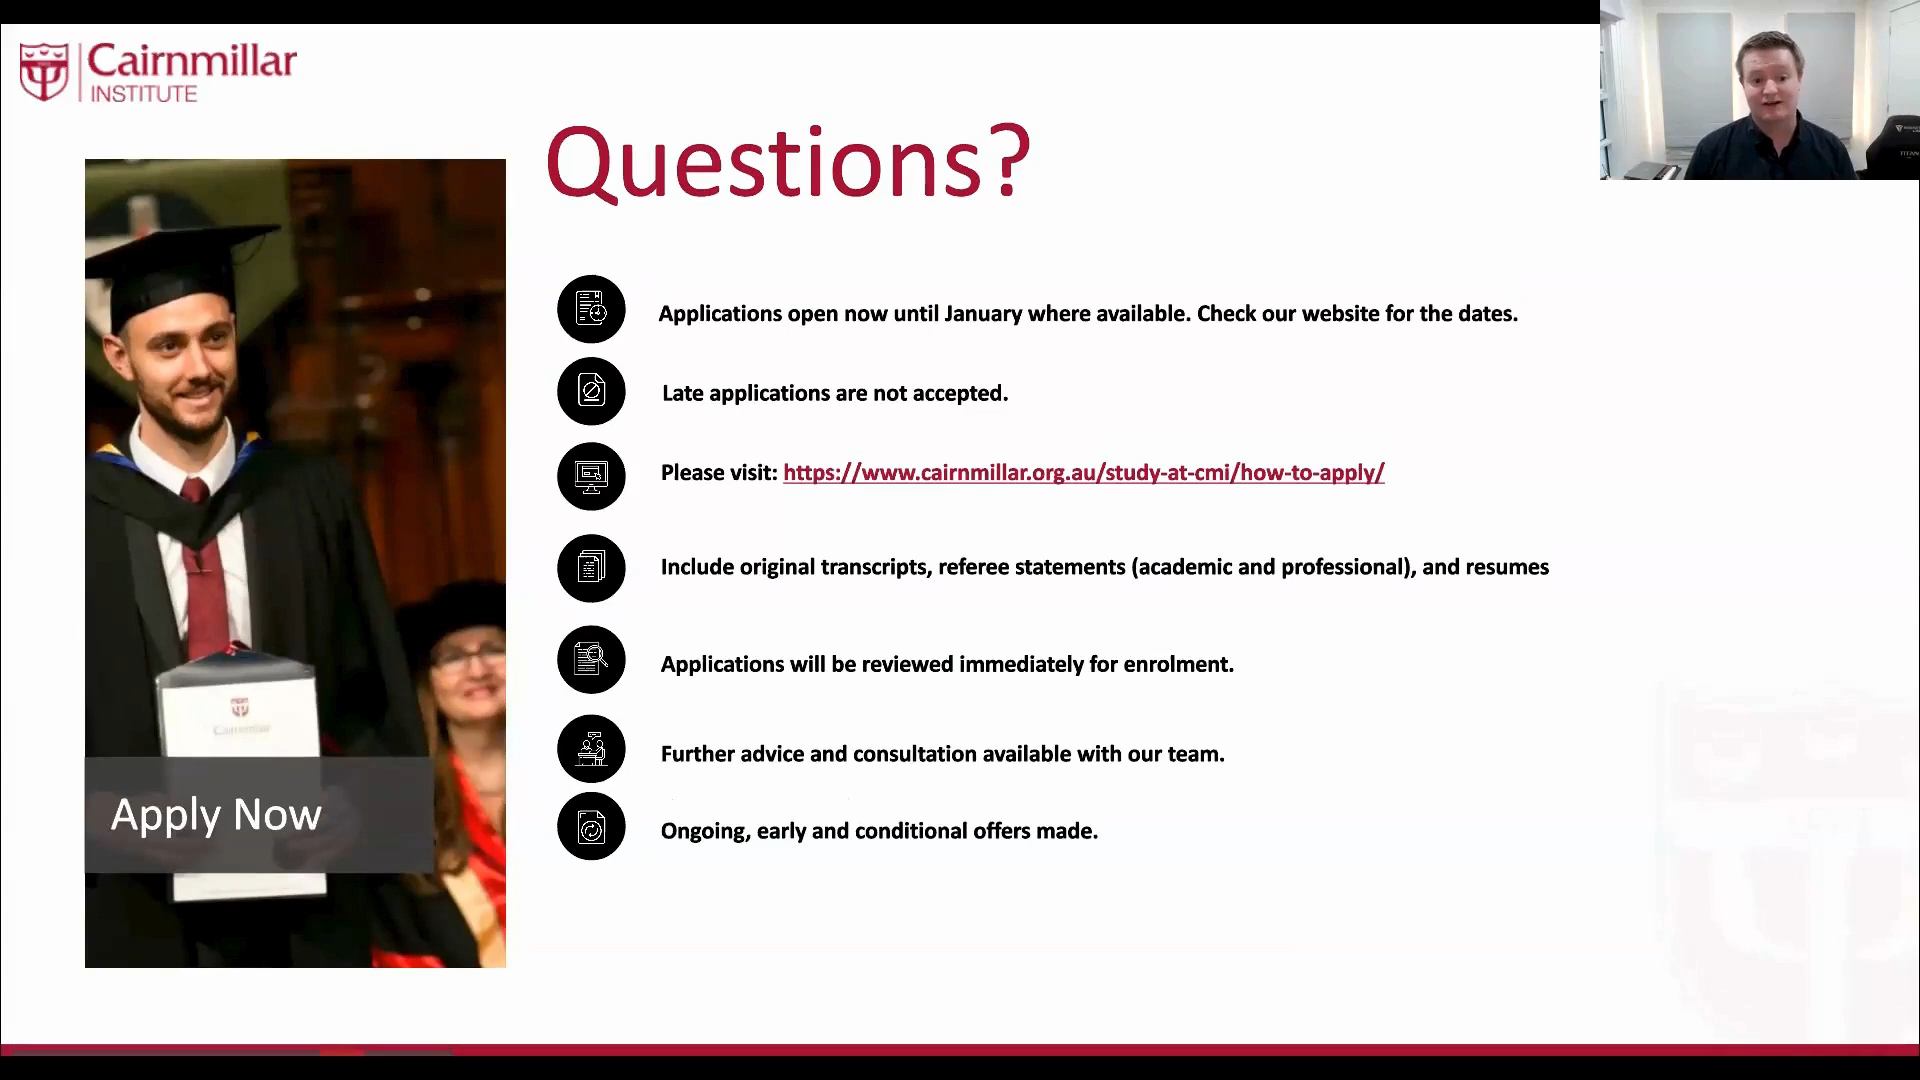 Cairnmillar
INSTITUTE
Questions?
Applications open now until January where available. Check our website for the dates.
Late applications are not accepted.
Please visit: https://www.cairnmillar.org.au/study-at-cmi/how-to-apply/
Include original transcripts, referee statements (academic and professional), and resumes
Applications will be reviewed immediately for enrolment.
Further advice and consultation available with our team.
Ongoing, early and conditional offers made.
Cairnmillar
Apply Now
TITAN